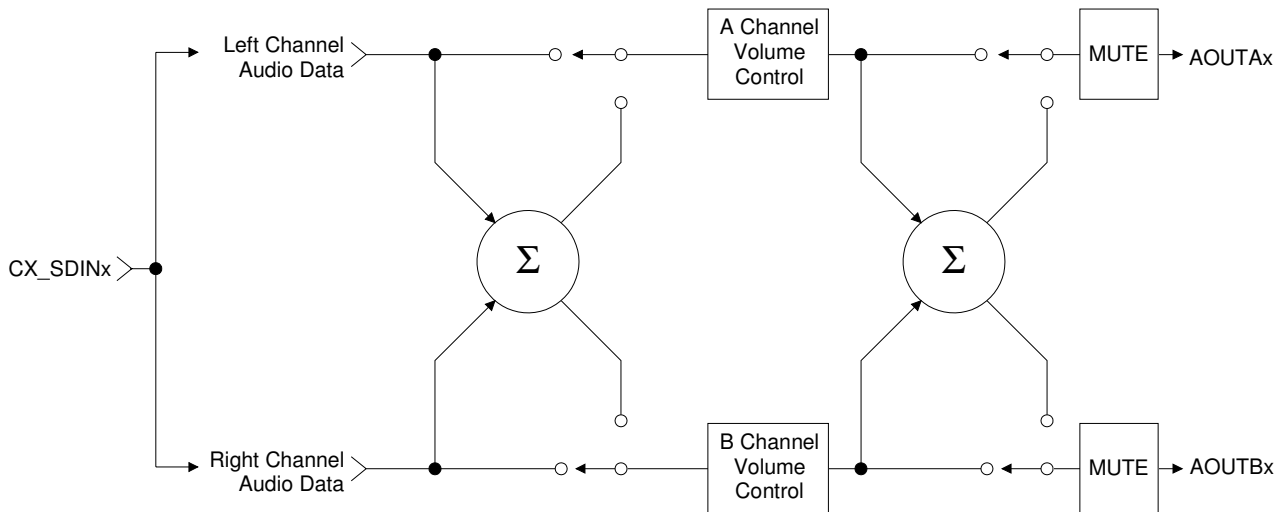 Left Channel
Audio Data
A Channel
Volume
Control
MUTE
AOUTAx
Σ
Σ
CX_SDINx
Right Channel
Audio Data
B Channel
Volume
Control
MUTE
AOUTBx